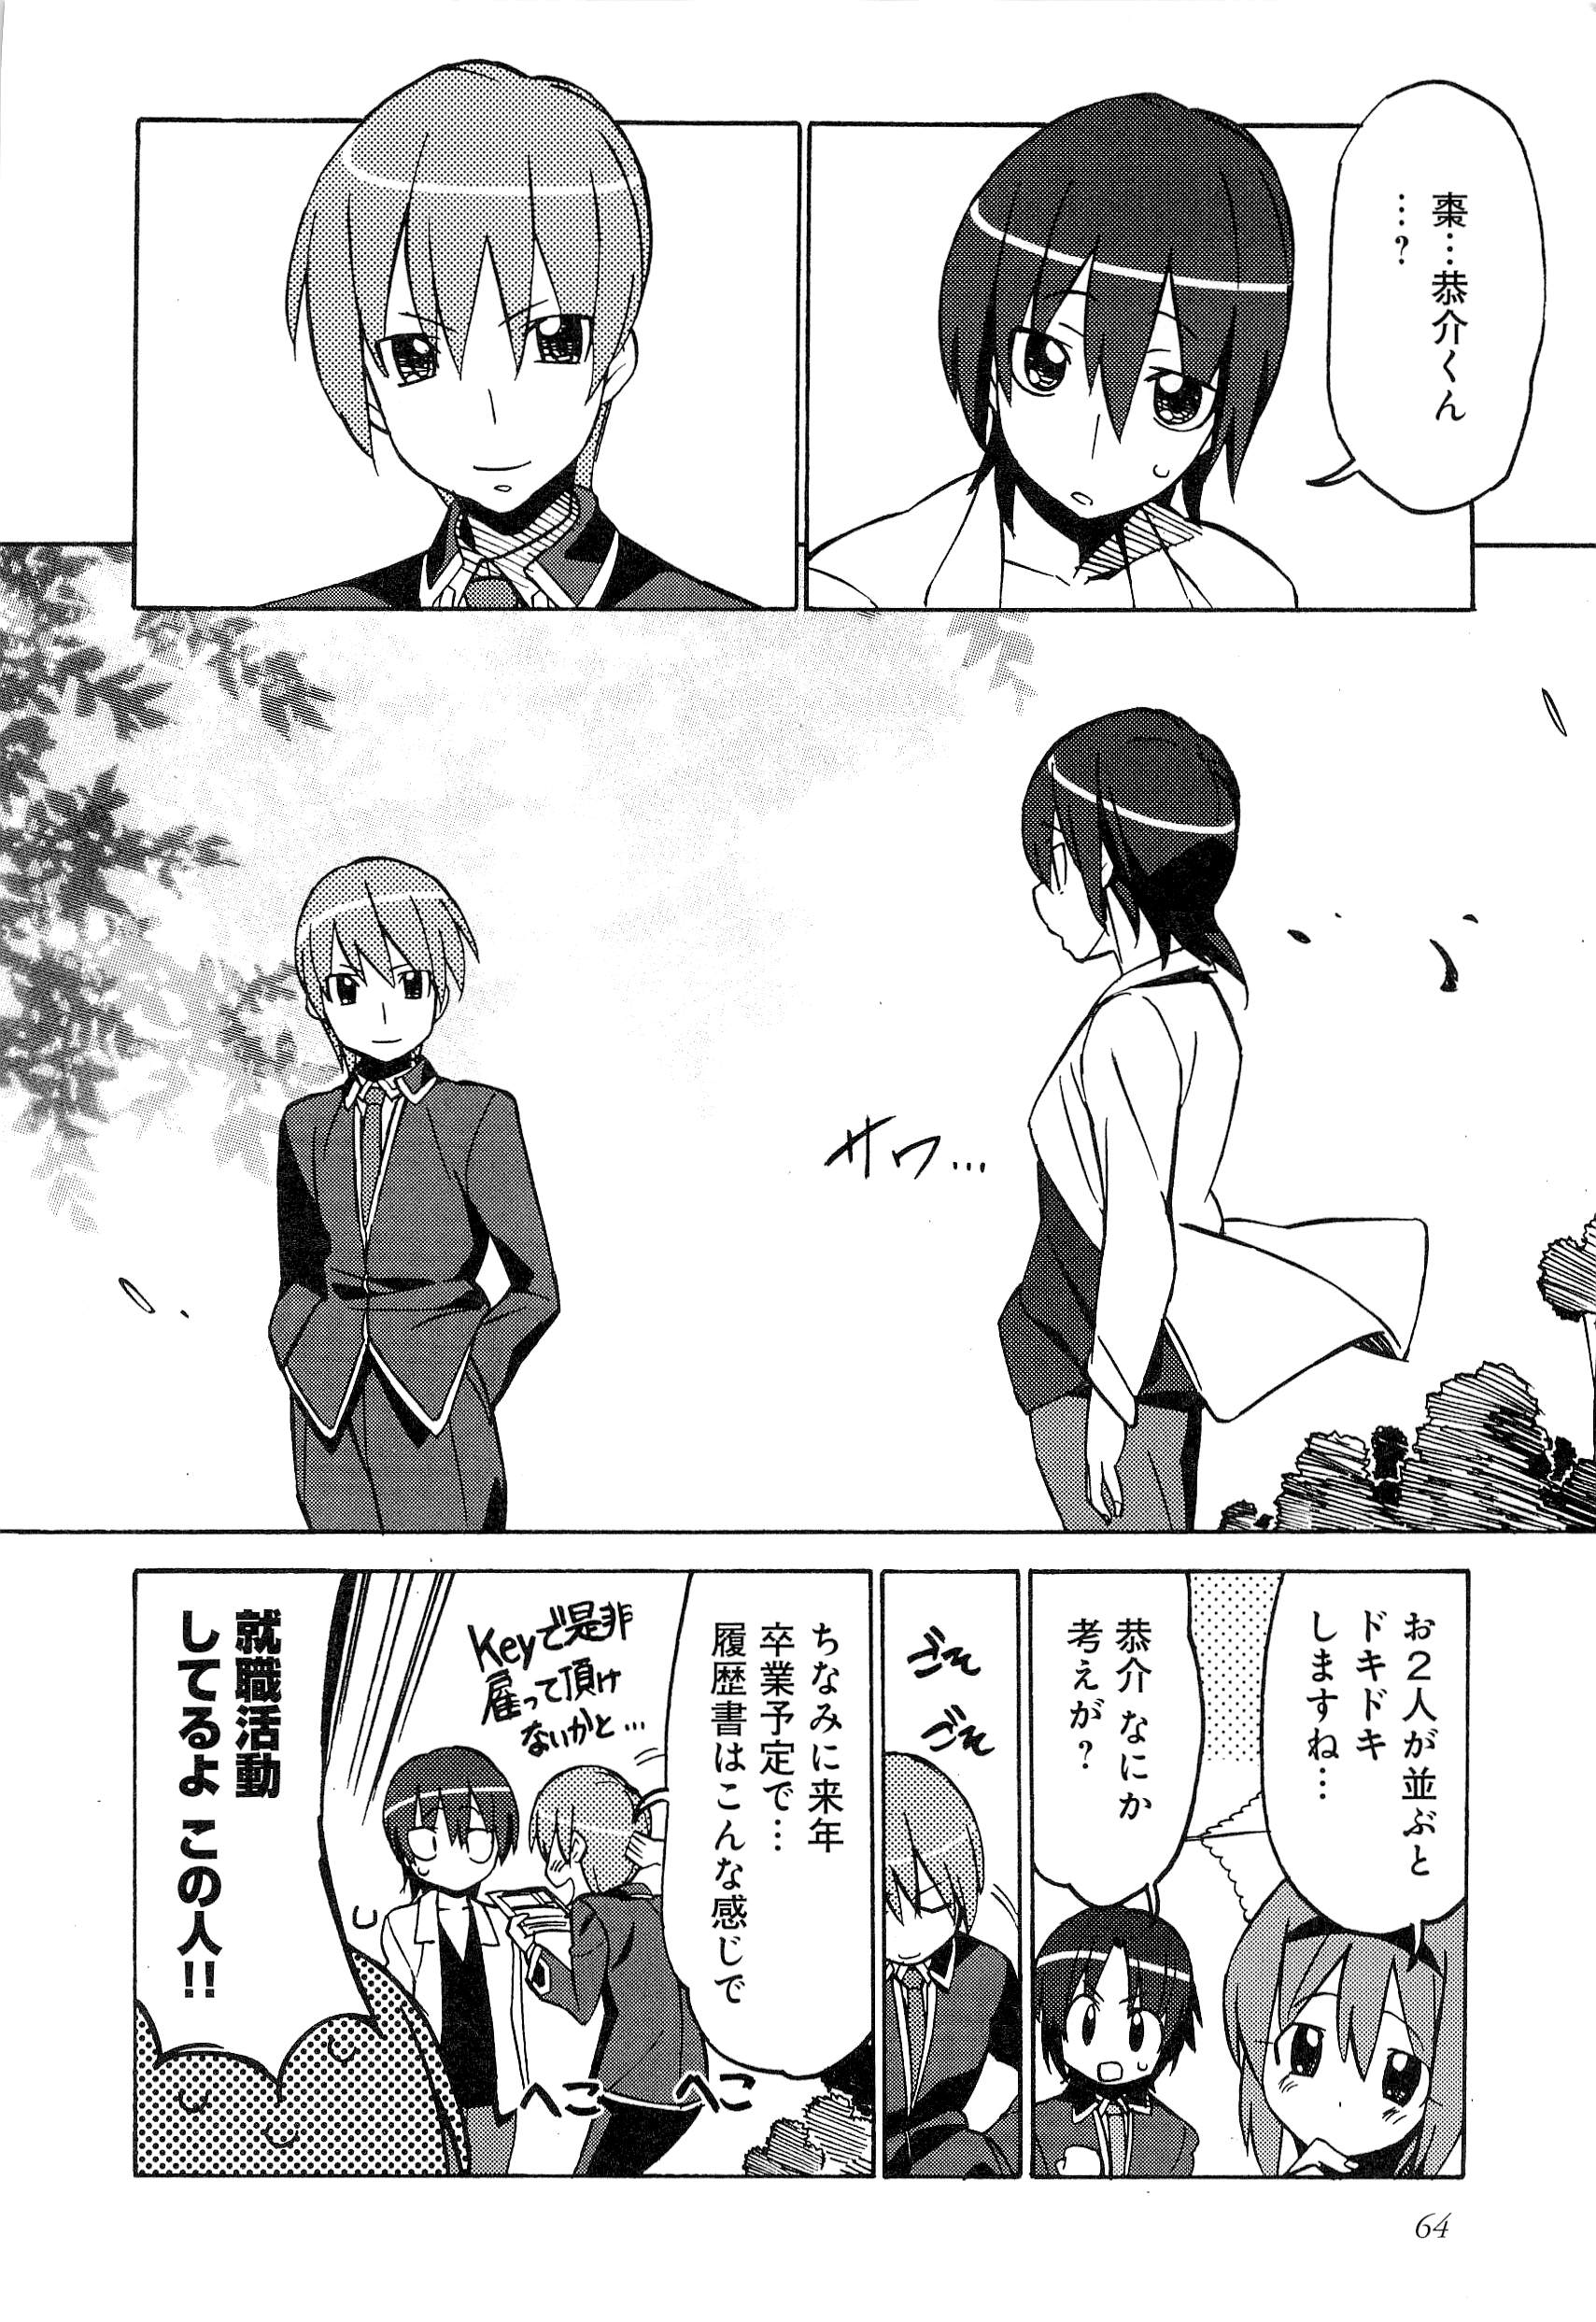 棗…恭介くん
…?
サワ…
お2人が並ぶと
ドキドキ
しますね…
恭介 なにか
考えが?
ごそ
ごそ
ちなみに来年
卒業予定で…
履歴書はこんな感じで
Keyで是非
雇って頂け
ないかと…
へこ
へこ
就職活動
してるよ この人!!
64